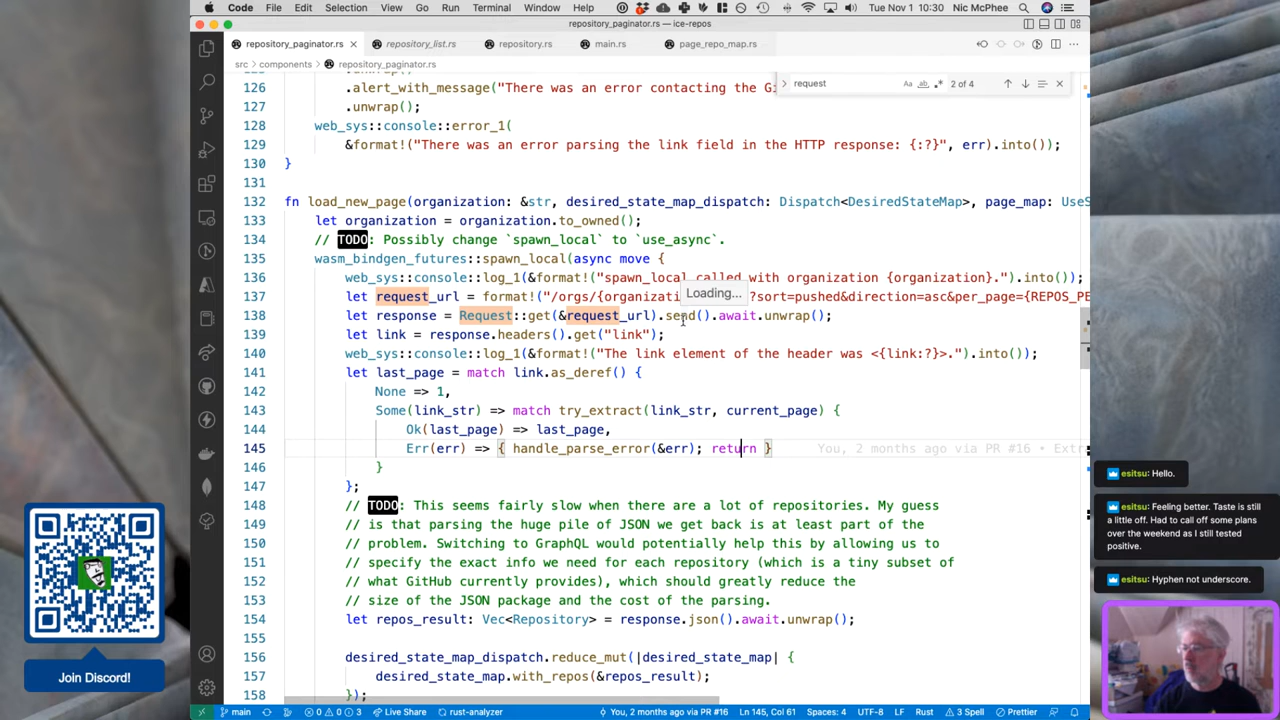 Code File Edit Selection View Go Run Terminal Window Help Tue Nov 1 10:30 Nic McPhee
repository_paginator.rs — ice-repos
repository_paginator.rs × repository_list.rs repository.rs main.rs page_repo_map.rs
src > components > repository_paginator.rs
request Aa ab .* 2 of 4
126 .alert_with_message("There was an error contacting the Gi
127 .unwrap();
128 web_sys::console::error_1(
129 &format!("There was an error parsing the link field in the HTTP response: {:?}", err).into());
130 }
131
132 fn load_new_page(organization: &str, desired_state_map_dispatch: Dispatch<DesiredStateMap>, page_map: UseS
133 let organization = organization.to_owned();
134 // TODO: Possibly change `spawn_local` to `use_async`.
135 wasm_bindgen_futures::spawn_local(async move {
136 web_sys::console::log_1(&format!("spawn_local called with organization {organization}.").into());
Loading...
137 let request_url = format!("/orgs/{organizati ?sort=pushed&direction=asc&per_page={REPOS_PE
138 let response = Request::get(&request_url).send().await.unwrap();
139 let link = response.headers().get("link");
140 web_sys::console::log_1(&format!("The link element of the header was <{link:?}>.").into());
141 let last_page = match link.as_deref() {
142 None => 1,
143 Some(link_str) => match try_extract(link_str, current_page) {
144 Ok(last_page) => last_page,
145 Err(err) => { handle_parse_error(&err); return } You, 2 months ago via PR #16 • Extr
146 }
147 };
148 // TODO: This seems fairly slow when there are a lot of repositories. My guess
149 // is that parsing the huge pile of JSON we get back is at least part of the
150 // problem. Switching to GraphQL would potentially help this by allowing us to
151 // specify the exact info we need for each repository (which is a tiny subset of
152 // what GitHub currently provides), which should greatly reduce the
153 // size of the JSON package and the cost of the parsing.
154 let repos_result: Vec<Repository> = response.json().await.unwrap();
155
156 desired_state_map_dispatch.reduce_mut(|desired_state_map| {
157 desired_state_map.with_repos(&repos_result);
158 });
main 0 0 3 Live Share rust-analyzer You, 2 months ago via PR #16 Ln 145, Col 61 Spaces: 4 UTF-8 LF Rust 3 Spell Prettier
Join Discord!
esitsu: Hello.
esitsu: Feeling better. Taste is still
a little off. Had to call off some plans
over the weekend as I still tested
positive.
esitsu: Hyphen not underscore.